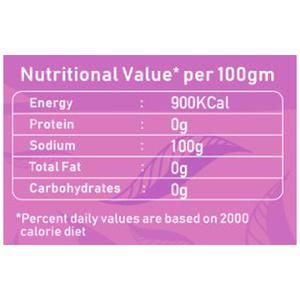 Nutritional Value* per 100gm
Energy : 900KCal
Protein : 0g
Sodium : 100g
Total Fat : 0g
Carbohydrates : 0g
*Percent daily values are based on 2000
calorie diet